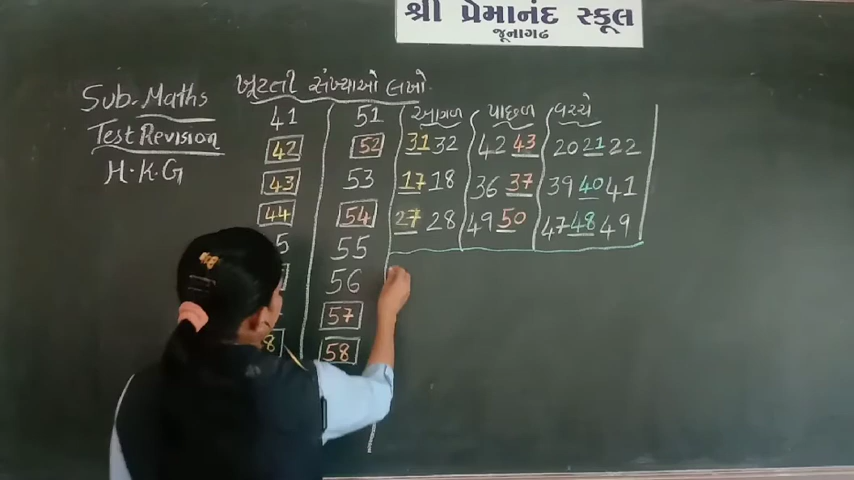 શ્રી પ્રેમાનંદ સ્કૂલ
જૂનાગઢ
Sub. Maths
Test Revision
H.K.G
ખૂટતી સંખ્યાઓ લખો.
41
42
43
44
5
8
51
52
53
54
55
56
57
58
આગળ પાછળ વચ્ચે
31 32 42 43 20 21 22
17 18 36 37 39 40 41
27 28 49 50 47 48 49